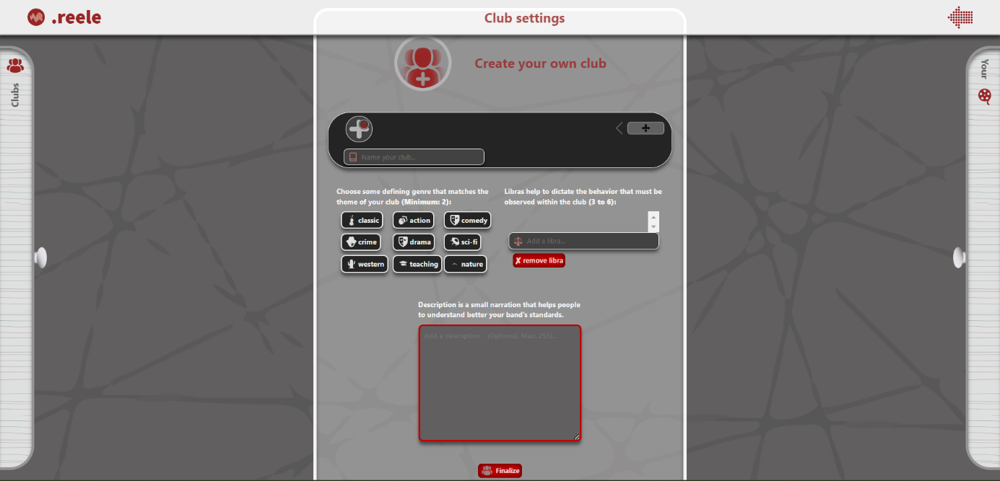 .reele
Club settings
Clubs
Your
Create your own club
Name your club...
Choose some defining genre that matches the
theme of your club (Minimum: 2):
classic
action
comedy
crime
drama
sci-fi
western
teaching
nature
Libras help to dictate the behavior that must be
observed within the club (3 to 6):
Add a libra...
✘ remove libra
Description is a small narration that helps people
to understand better your band's standards.
Add a description - (Optional, Max: 255)...
Finalize